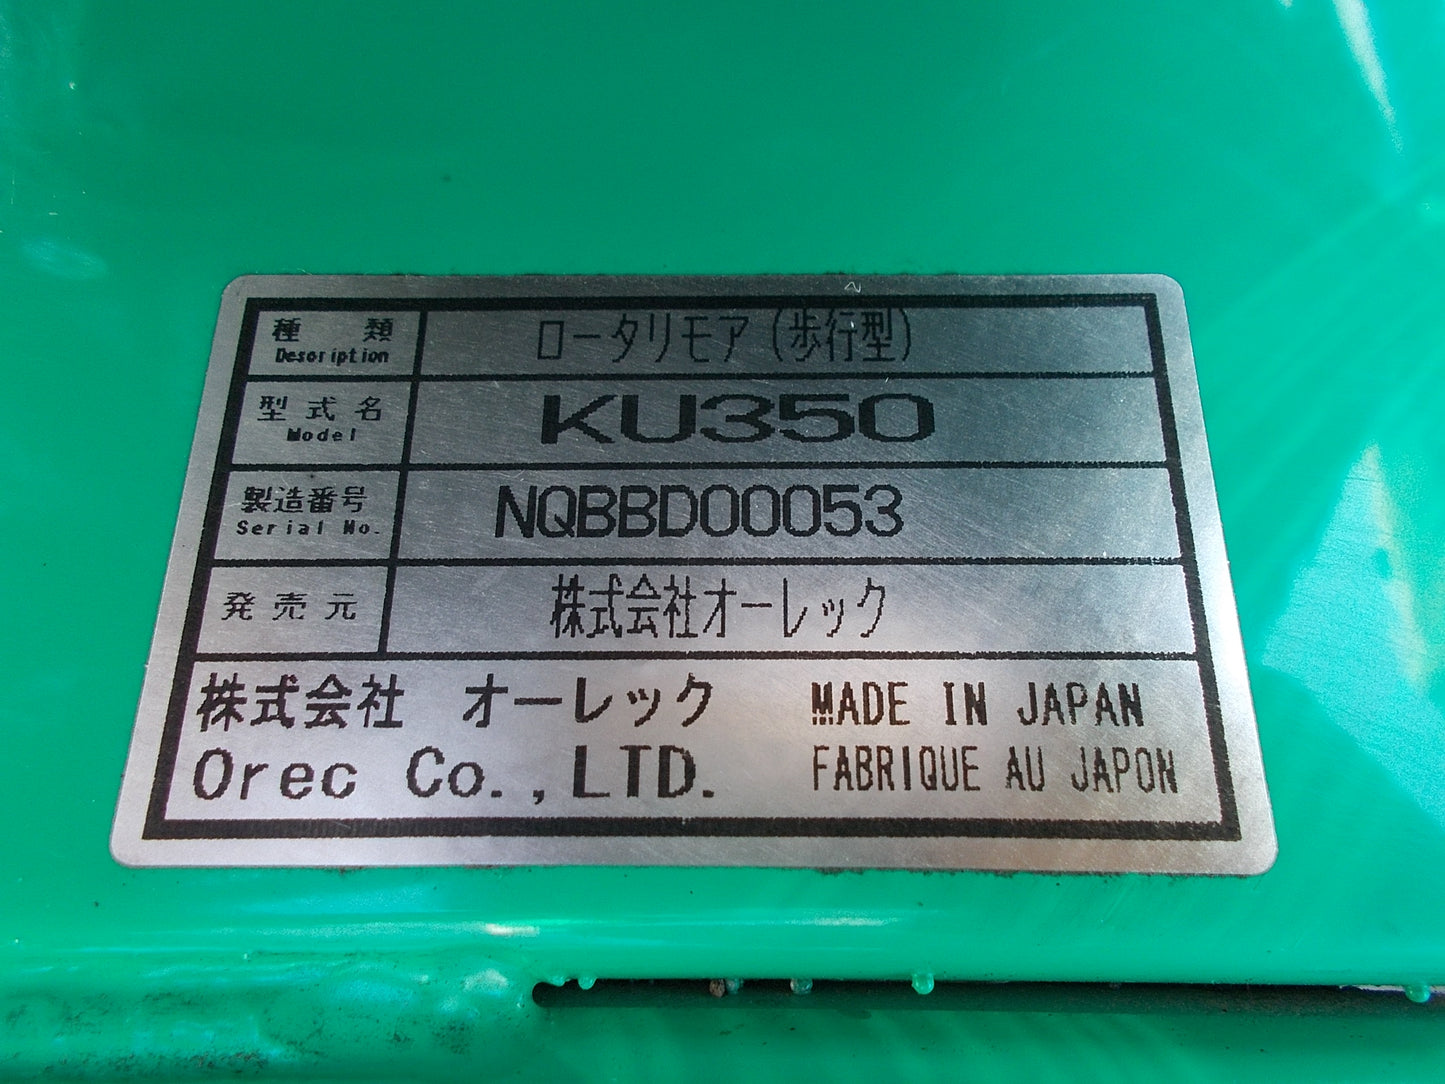 種 類 ロータリモア(歩行型)
Description
型式名 KU350
Model
製造番号 NQBBD00053
Serial No.
発売元 株式会社オーレック
株式会社 オーレック MADE IN JAPAN
Orec Co.,LTD. FABRIQUE AU JAPON